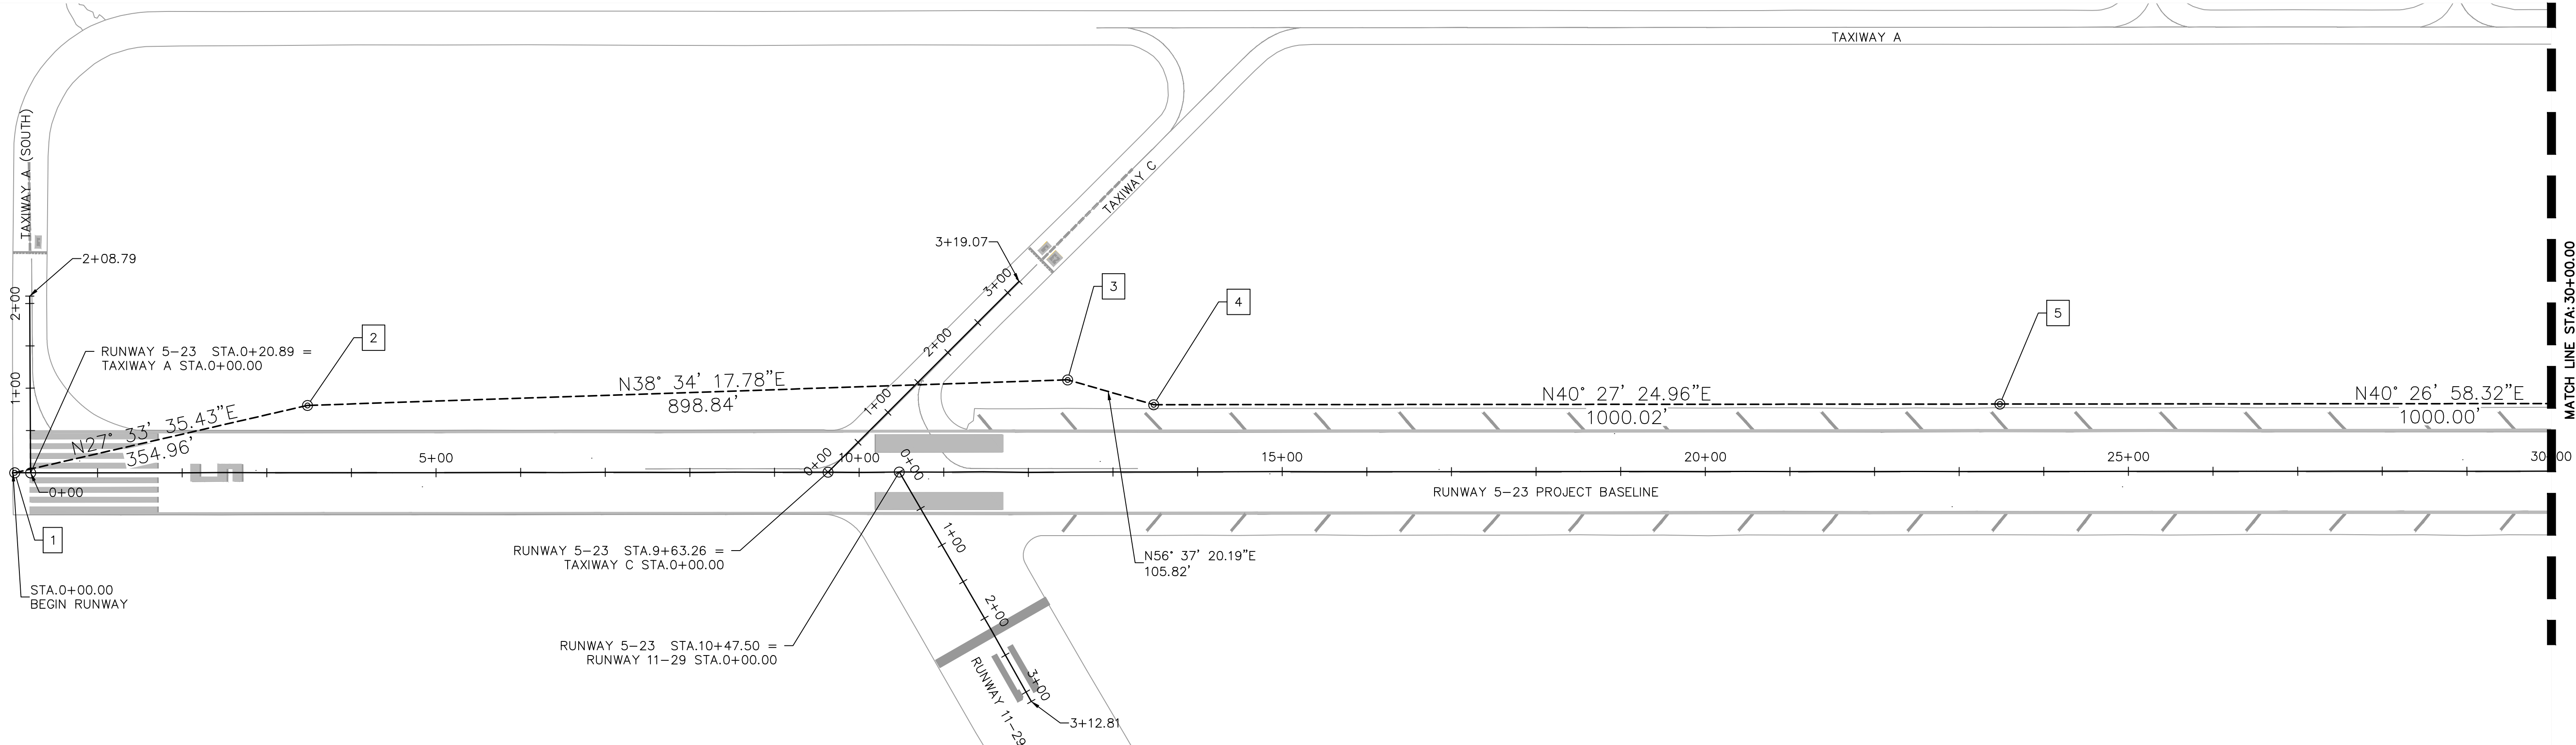 TAXIWAY A
TAXIWAY A (SOUTH)
TAXIWAY C
MATCH LINE STA:30+00.00
3+19.07
2+08.79
3
4
5
2
3+00
2+00
1+00
0+00
2+00
1+00
0+00
RUNWAY 5-23 STA.0+20.89 =
TAXIWAY A STA.0+00.00
N27° 33' 35.43"E
354.96'
N38° 34' 17.78"E
898.84'
N40° 27' 24.96"E
1000.02'
N40° 26' 58.32"E
1000.00'
5+00
10+00
15+00
20+00
25+00
30+00
RUNWAY 5-23 PROJECT BASELINE
1
STA.0+00.00
BEGIN RUNWAY
RUNWAY 5-23 STA.9+63.26 =
TAXIWAY C STA.0+00.00
N56° 37' 20.19"E
105.82'
RUNWAY 5-23 STA.10+47.50 =
RUNWAY 11-29 STA.0+00.00
0+00
1+00
2+00
3+00
RUNWAY 11-29
3+12.81